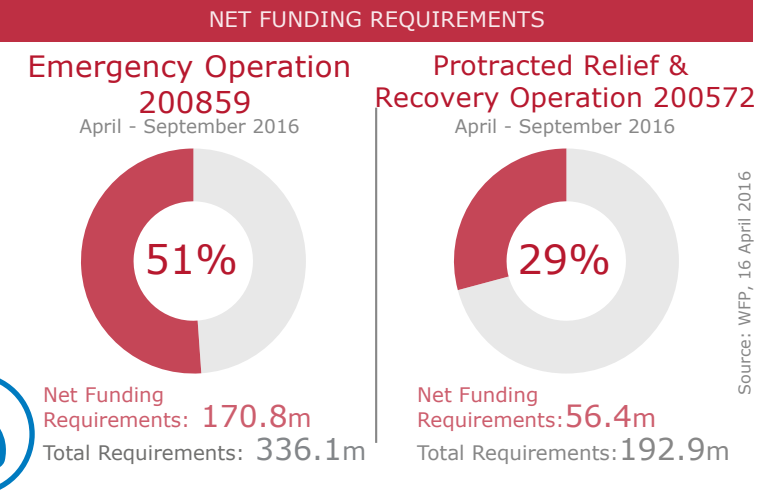 NET FUNDING REQUIREMENTS
Emergency Operation
200859
April - September 2016
51%
Net Funding
Requirements: 170.8m
Total Requirements: 336.1m
Protracted Relief &
Recovery Operation 200572
April - September 2016
29%
Net Funding
Requirements:56.4m
Total Requirements:192.9m
Source: WFP, 16 April 2016